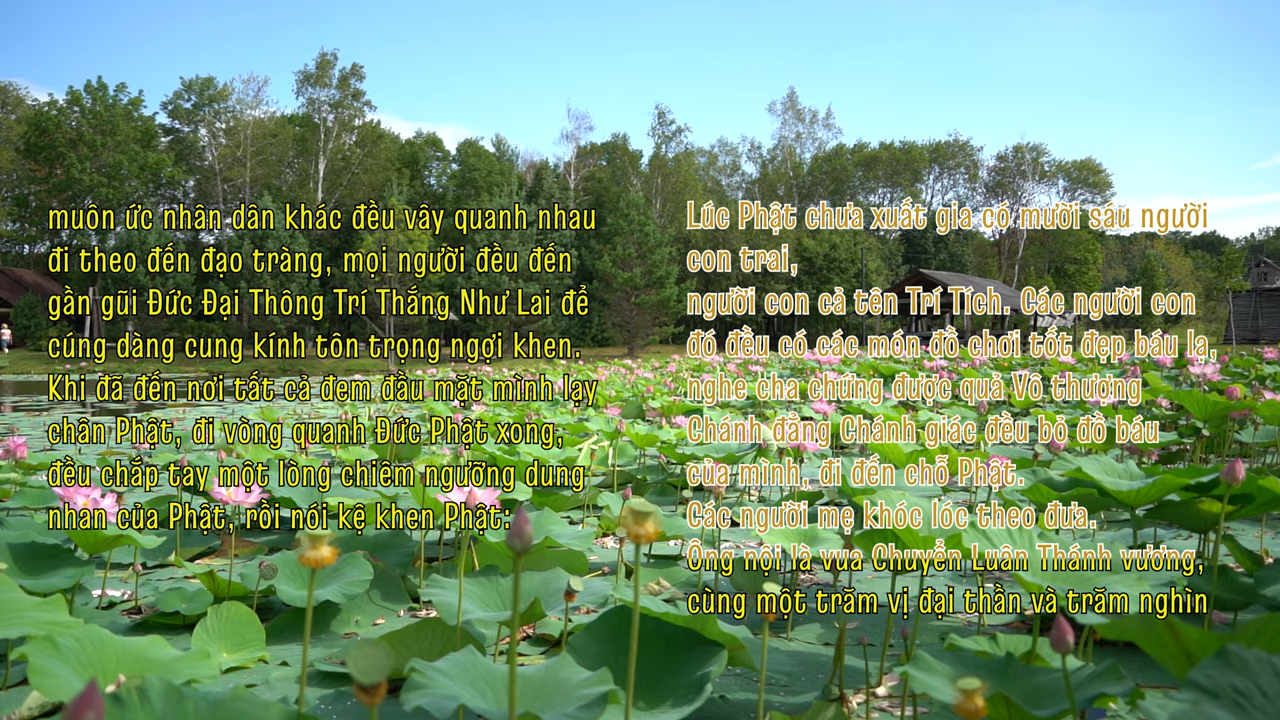 muôn ức nhân dân khác đều vây quanh nhau
đi theo đến đạo tràng, mọi người đều đến
gần gũi Đức Đại Thông Trí Thắng Như Lai để
cúng dàng cung kính tôn trọng ngợi khen.
Khi đã đến nơi tất cả đem đầu mặt mình lạy
chân Phật, đi vòng quanh Đức Phật xong,
đều chắp tay một lòng chiêm ngưỡng dung
nhan của Phật, rồi nói kệ khen Phật:
Lúc Phật chưa xuất gia có mười sáu người
con trai,
người con cả tên Trí Tích. Các người con
đó đều có các món đồ chơi tốt đẹp báu lạ,
nghe cha chứng được quả Vô thượng
Chánh đẳng Chánh giác đều bỏ đồ báu
của mình, đi đến chỗ Phật.
Các người mẹ khóc lóc theo đưa.
Ông nội là vua Chuyển Luân Thánh vương,
cùng một trăm vị đại thần và trăm nghìn